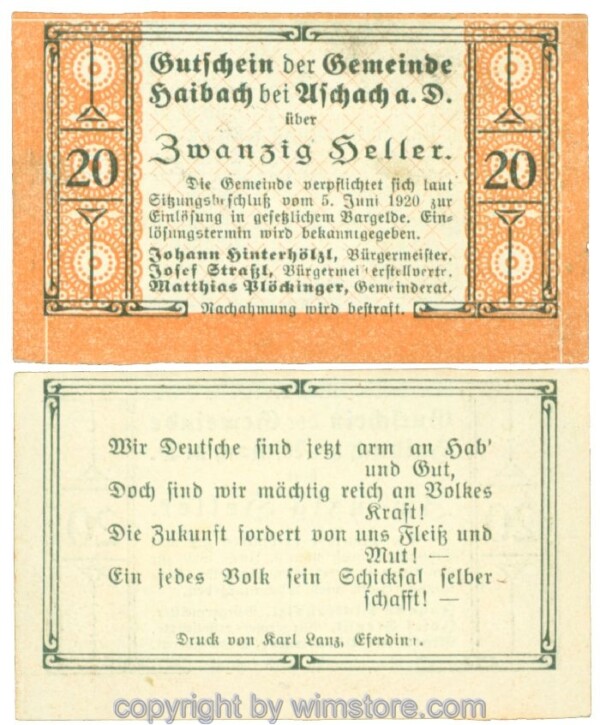 Gutschein der Gemeinde
Haibach bei Aschach a. D.
über
20 Zwanzig Heller. 20
Die Gemeinde verpflichtet sich laut
Sitzungsbeschluß vom 5. Juni 1920 zur
Einlösung in gesetzlichem Bargelde. Ein-
lösungstermin wird bekanntgegeben.
Johann Hinterhölzl, Bürgermeister.
Josef Straßl, Bürgermeisterstellvertr.
Matthias Plöckinger, Gemeinderat.
Nachahmung wird bestraft.
Wir Deutsche sind jetzt arm an Hab'
und Gut,
Doch sind wir mächtig reich an Volkes
Kraft!
Die Zukunft fordert von uns Fleiß und
Mut! —
Ein jedes Volk sein Schicksal selber
schafft! —
Druck von Karl Lanz, Eferding.
copyright by wimstore.com